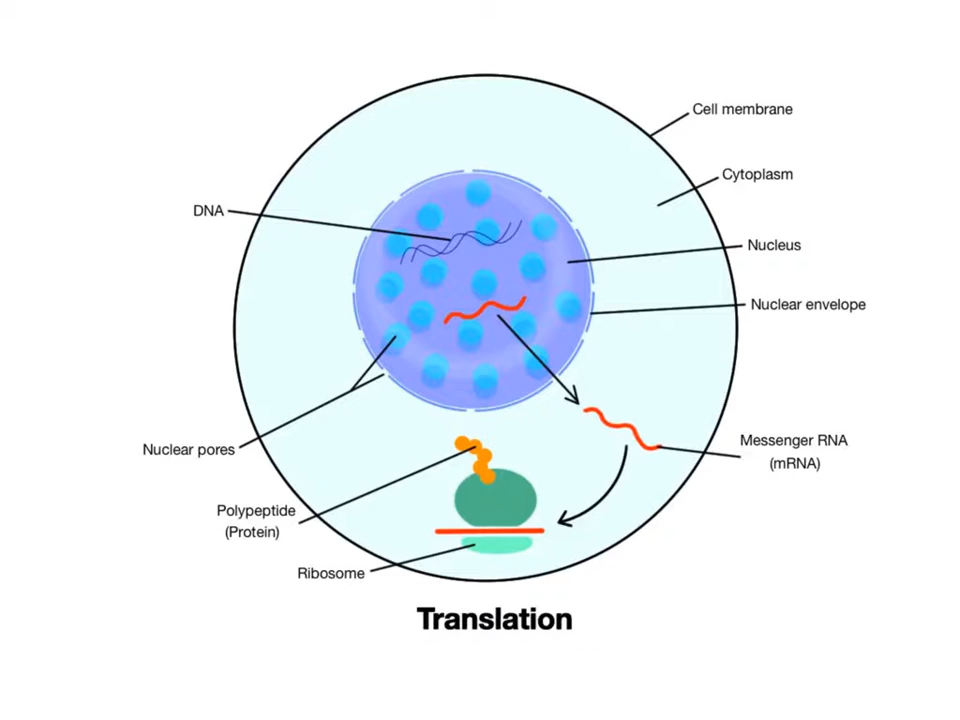 Cell membrane
Cytoplasm
DNA
Nucleus
Nuclear envelope
Nuclear pores
Messenger RNA
(mRNA)
Polypeptide
(Protein)
Ribosome
Translation